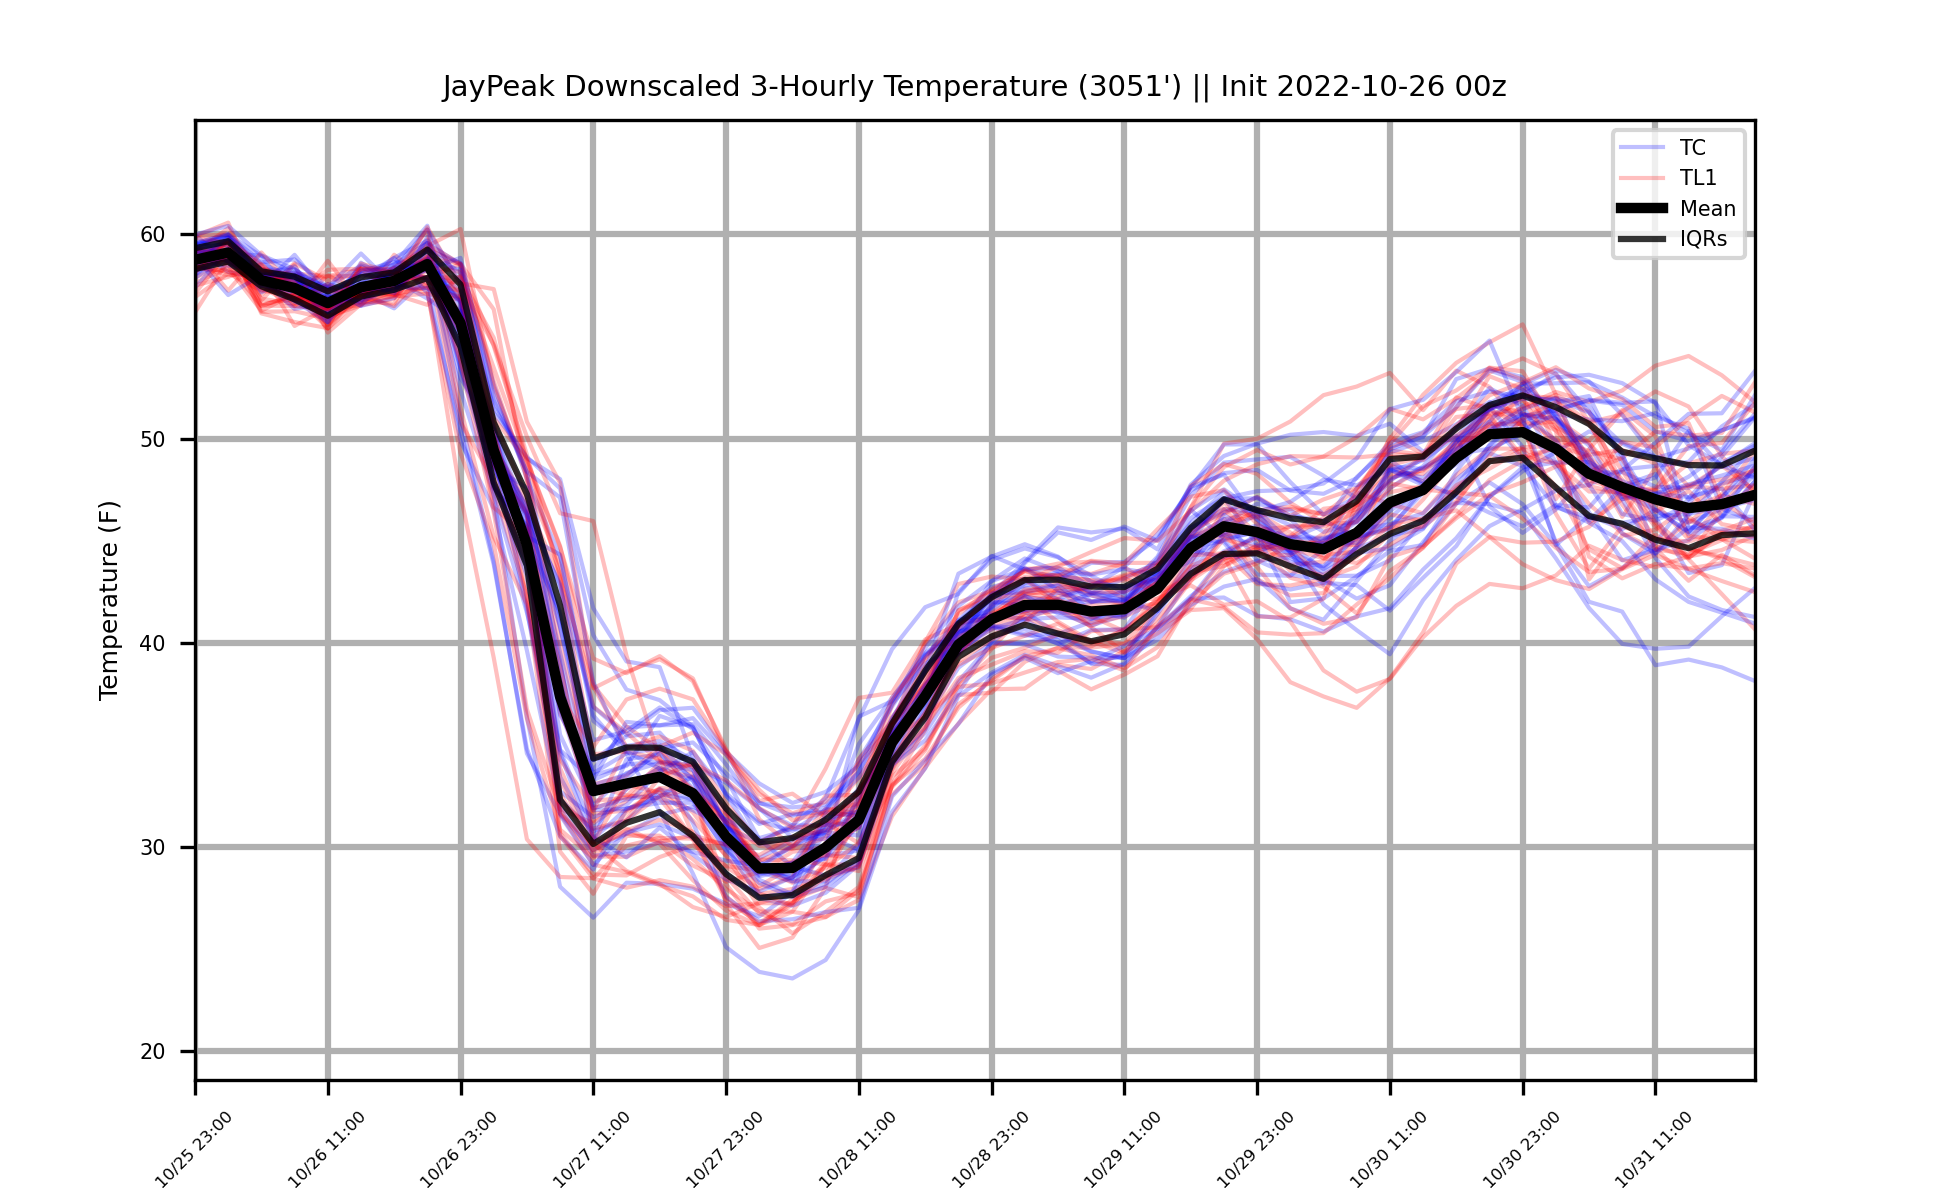 JayPeak Downscaled 3-Hourly Temperature (3051') || Init 2022-10-26 00z
TC
TL1
Mean
IQRs
Temperature (F)
60
50
40
30
20
10/25 23:00
10/26 11:00
10/26 23:00
10/27 11:00
10/27 23:00
10/28 11:00
10/28 23:00
10/29 11:00
10/29 23:00
10/30 11:00
10/30 23:00
10/31 11:00